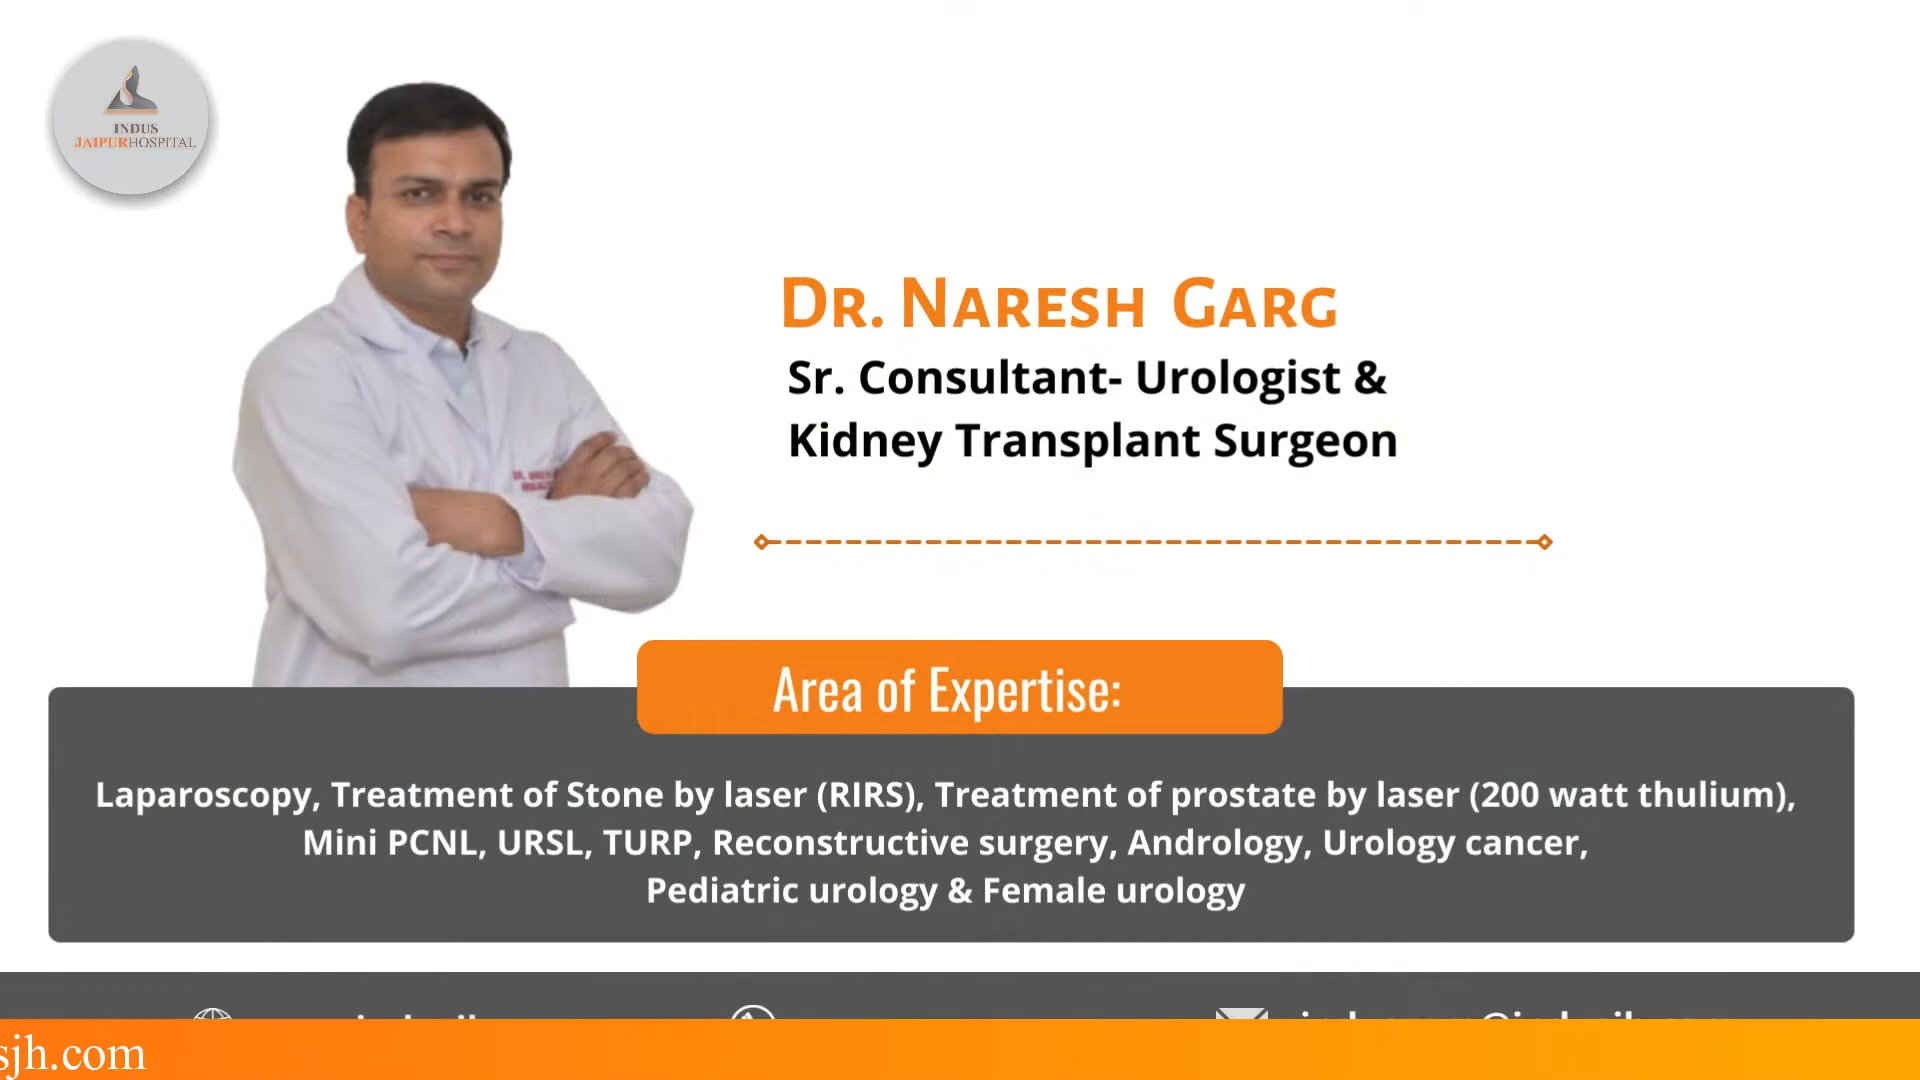 INDUS
JAIPURHOSPITAL
DR. NARESH GARG
Sr. Consultant- Urologist &
Kidney Transplant Surgeon
Area of Expertise:
Laparoscopy, Treatment of Stone by laser (RIRS), Treatment of prostate by laser (200 watt thulium),
Mini PCNL, URSL, TURP, Reconstructive surgery, Andrology, Urology cancer,
Pediatric urology & Female urology
sjh.com